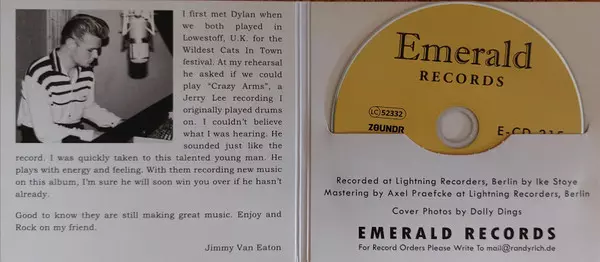 I first met Dylan when
we both played in
Lowestoff, U.K. for the
Wildest Cats In Town
festival. At my rehearsal
he asked if we could
play "Crazy Arms", a
Jerry Lee recording I
originally played drums
on. I couldn't believe
what I was hearing. He
sounded just like the
record. I was quickly taken to this talented young man. He
plays with energy and feeling. With them recording new music
on this album, I'm sure he will soon win you over if he hasn't
already.
Good to know they are still making great music. Enjoy and
Rock on my friend.
Jimmy Van Eaton
Emerald
RECORDS
LC 52332
ZOUNDR
E-CD
Recorded at Lightning Recorders, Berlin by Ike Stoye
Mastering by Axel Praefcke at Lightning Recorders, Berlin
Cover Photos by Dolly Dings
EMERALD RECORDS
For Record Orders Please Write To mail@randyrich.de